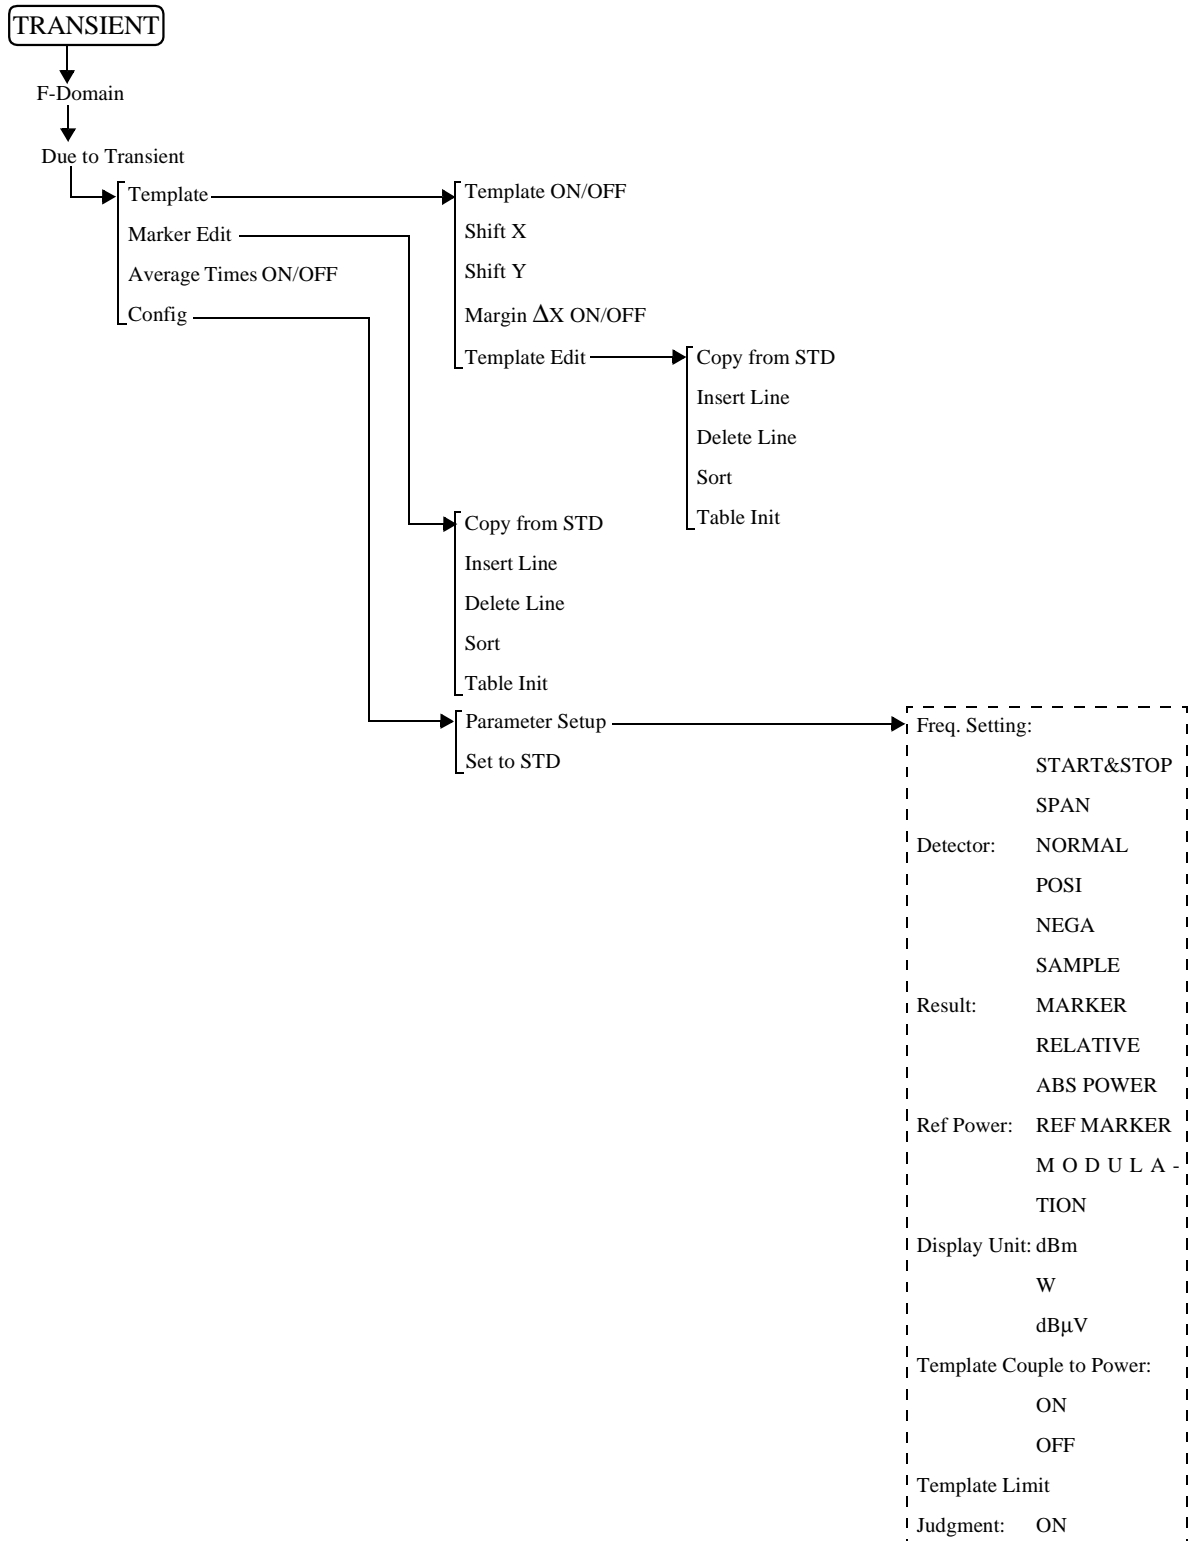 TRANSIENT
F-Domain
Due to Transient
Template
Marker Edit
Average Times ON/OFF
Config
Template ON/OFF
Shift X
Shift Y
Margin ΔX ON/OFF
Template Edit
Copy from STD
Insert Line
Delete Line
Sort
Table Init
Copy from STD
Insert Line
Delete Line
Sort
Table Init
Parameter Setup
Set to STD
Freq. Setting:
START&STOP
SPAN
Detector: NORMAL
POSI
NEGA
SAMPLE
Result: MARKER
RELATIVE
ABS POWER
Ref Power: REF MARKER
MODULA-
TION
Display Unit: dBm
W
dBμV
Template Couple to Power:
ON
OFF
Template Limit
Judgment: ON